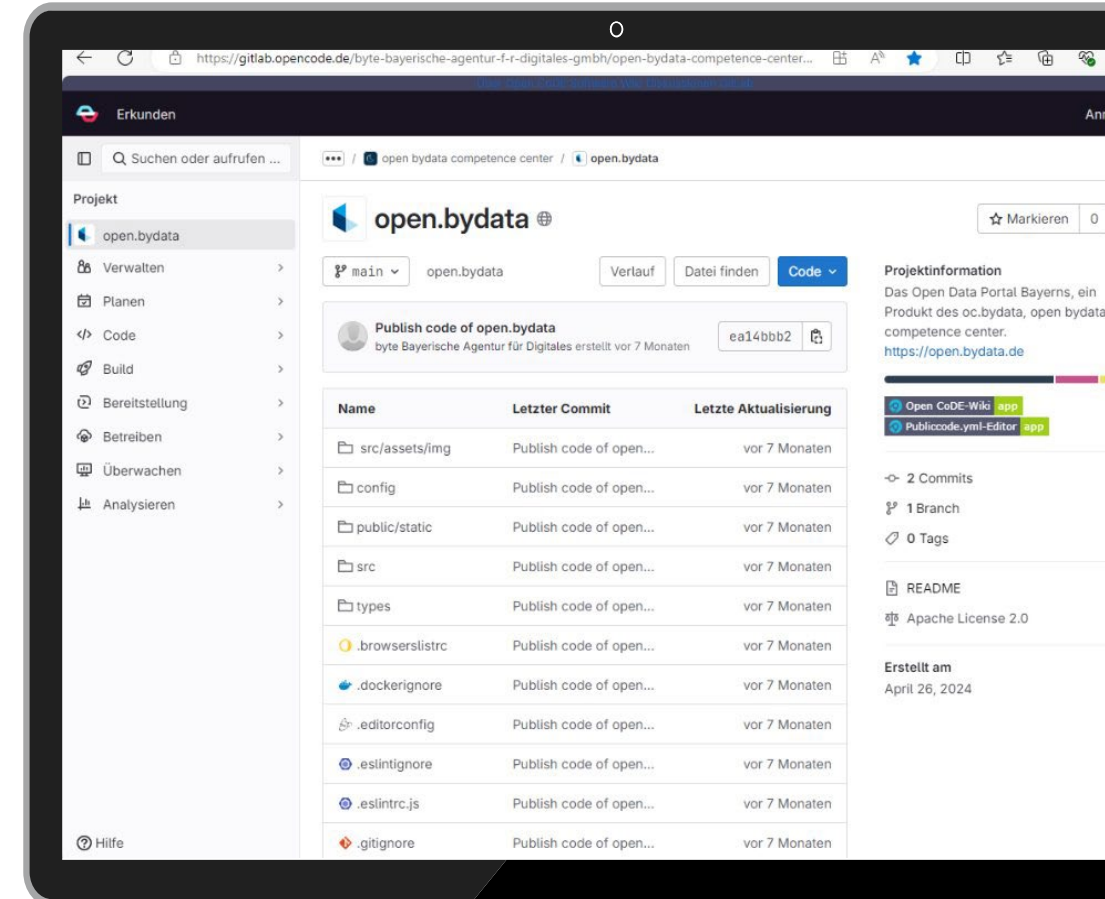 https://gitlab.opencode.de/byte-bayerische-agentur-f-r-digitales-gmbh/open-bydata-competence-center...
Erkunden
Suchen oder aufrufen ...
Projekt
open.bydata
Verwalten
Planen
Code
Build
Bereitstellung
Betreiben
Überwachen
Analysieren
Hilfe
••• / open bydata competence center / open.bydata
open.bydata
Markieren 0
main open.bydata Verlauf Datei finden Code
Publish code of open.bydata
byte Bayerische Agentur für Digitales erstellt vor 7 Monaten
ea14bbb2
Name Letzter Commit Letzte Aktualisierung
src/assets/img Publish code of open... vor 7 Monaten
config Publish code of open... vor 7 Monaten
public/static Publish code of open... vor 7 Monaten
src Publish code of open... vor 7 Monaten
types Publish code of open... vor 7 Monaten
.browserslistrc Publish code of open... vor 7 Monaten
.dockerignore Publish code of open... vor 7 Monaten
.editorconfig Publish code of open... vor 7 Monaten
.eslintignore Publish code of open... vor 7 Monaten
.eslintrc.js Publish code of open... vor 7 Monaten
.gitignore Publish code of open... vor 7 Monaten
Projektinformation
Das Open Data Portal Bayerns, ein
Produkt des oc.bydata, open bydata
competence center.
https://open.bydata.de
Open CoDE-Wiki app
Publiccode.yml-Editor app
2 Commits
1 Branch
0 Tags
README
Apache License 2.0
Erstellt am
April 26, 2024